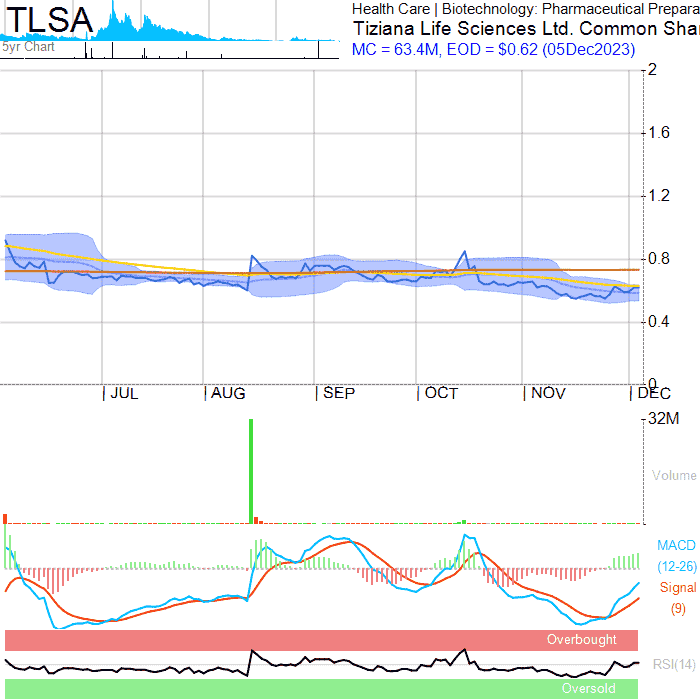 TLSA
5yr Chart
Health Care | Biotechnology: Pharmaceutical Prepara
Tiziana Life Sciences Ltd. Common Shar
MC = 63.4M, EOD = $0.62 (05Dec2023)
2
1.6
1.2
0.8
0.4
0
JUL AUG SEP OCT NOV DEC
32M
Volume
MACD
(12-26)
Signal
(9)
Overbought
RSI(14)
Oversold